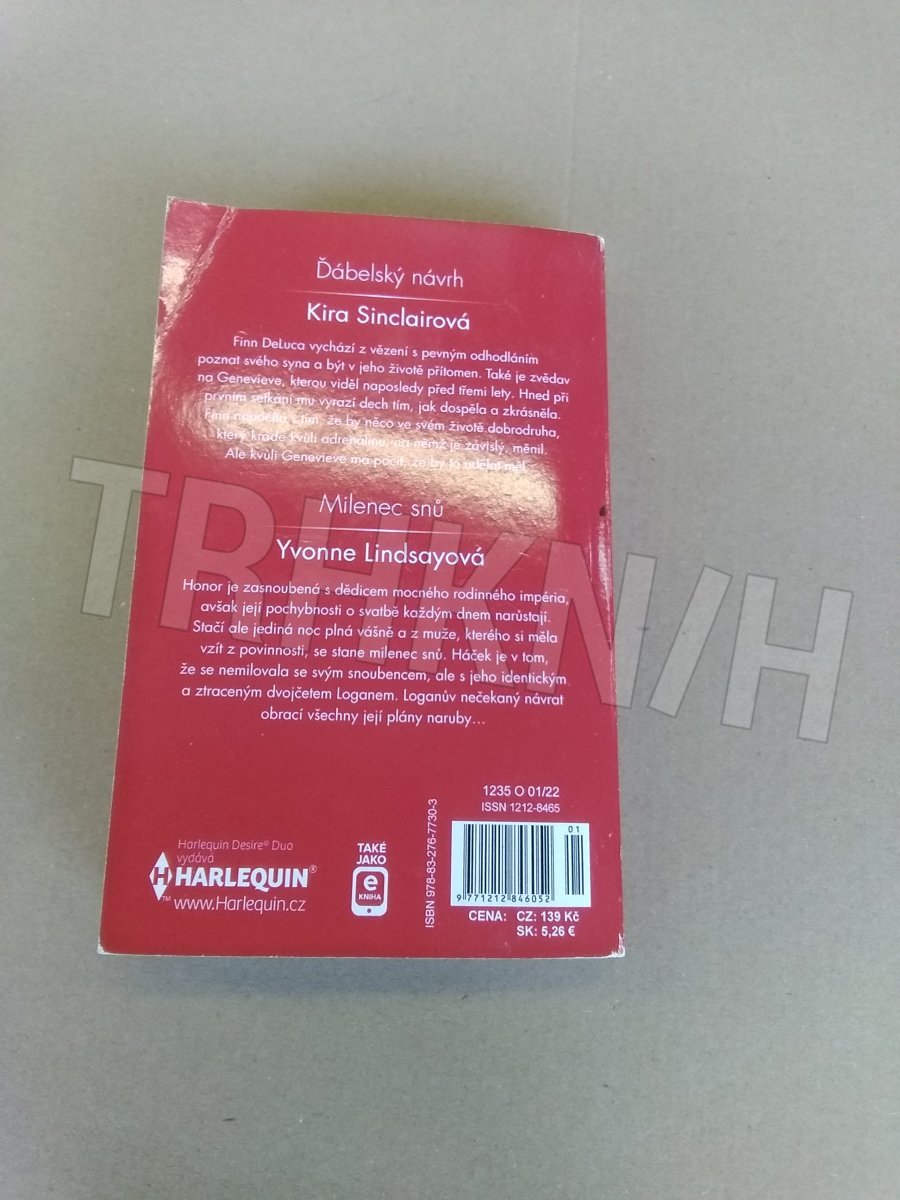 Ďábelský návrh
Kira Sinclairová
Finn DeLuca vychází z vězení s pevným odhodláním
poznat svého syna a být v jeho životě přítomen. Také je zvědav
na Genevieve, kterou viděl naposledy před třemi lety. Hned při
prvním setkání mu vyrazí dech tím, jak dospěla a zkrásněla.
Finn nepočítá s tím, že by něco ve svém životě dobrodruha,
který krade kvůli adrenalinu, na němž je závislý, měnil.
Ale kvůli Genevieve má pocit, že by to udělat měl.
Milenec snů
Yvonne Lindsayová
Honor je zasnoubená s dědicem mocného rodinného impéria,
avšak její pochybnosti o svatbě každým dnem narůstají.
Stačí ale jediná noc plná vášně a z muže, kterého si měla
vzít z povinnosti, se stane milenec snů. Háček je v tom,
že se nemilovala se svým snoubencem, ale s jeho identickým
a ztraceným dvojčetem Loganem. Loganův nečekaný návrat
obrací všechny její plány naruby…
TRHKNIH
Harlequin Desire® Duo
vydává
HARLEQUIN®
™
www.Harlequin.cz
TAKÉ
JAKO
e
KNIHA
ISBN 978-83-276-7730-3
1235 O 01/22
ISSN 1212-8465
01
9 771212 846052
CENA: CZ: 139 Kč
SK: 5,26 €